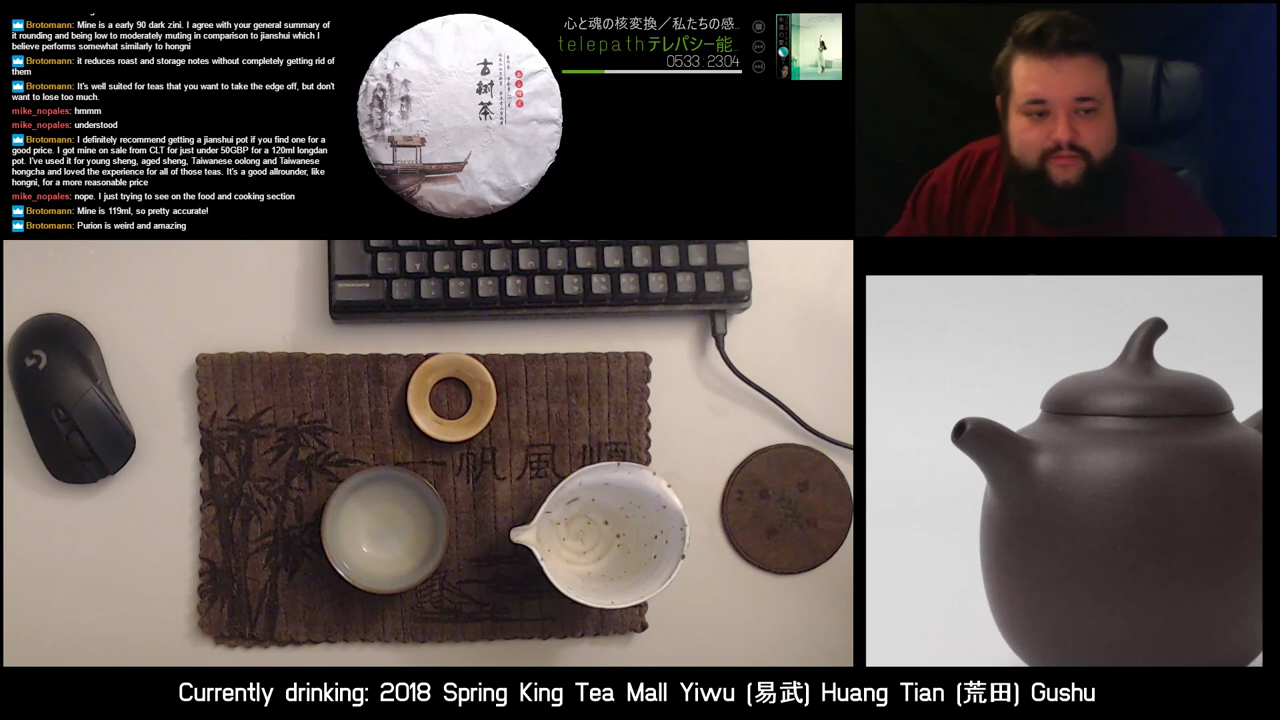 Brotomann: Mine is a early 90 dark zini. I agree with your general summary of
it rounding and being low to moderately muting in comparison to jianshui which I
believe performs somewhat similarly to hongni
Brotomann: it reduces roast and storage notes without completely getting rid of
them
Brotomann: It's well suited for teas that you want to take the edge off, but don't
want to lose too much.
mike_nopales: hmmm
mike_nopales: understood
Brotomann: I definitely recommend getting a jianshui pot if you find one for a
good price. I got mine on sale from CLT for just under 50GBP for a 120ml longdan
pot. I've used it for young sheng, aged sheng, Taiwanese oolong and Taiwanese
hongcha and loved the experience for all of those teas. It's a good allrounder, like
hongni, for a more reasonable price
mike_nopales: nope. I just trying to see on the food and cooking section
Brotomann: Mine is 119ml, so pretty accurate!
Brotomann: Purion is weird and amazing
古树茶
心と魂の核変換／私たちの感...
telepathテレパシー能...
05:33 : 23:04
一帆風順
Currently drinking: 2018 Spring King Tea Mall Yiwu (易武) Huang Tian (荒田) Gushu